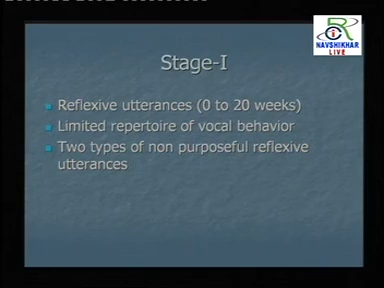 NAVSHIKHAR
LIVE
Stage-I
Reflexive utterances (0 to 20 weeks)
Limited repertoire of vocal behavior
Two types of non purposeful reflexive
utterances